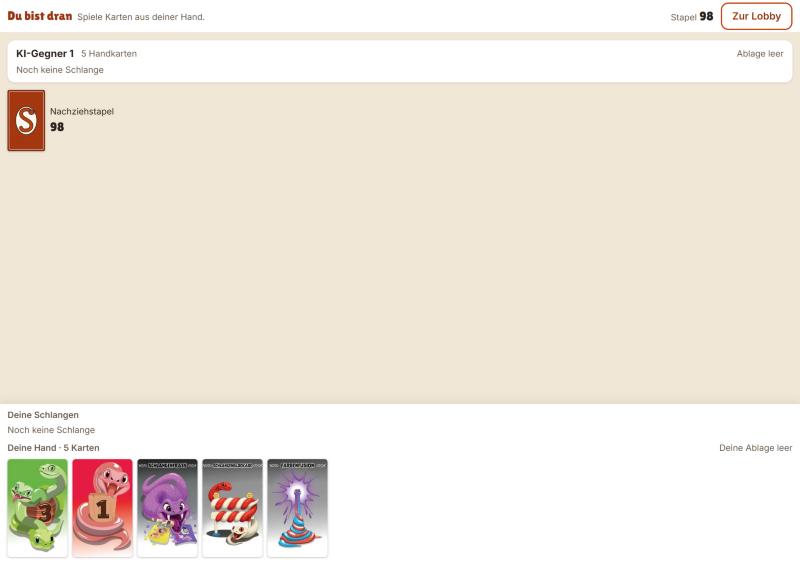 Du bist dran Spiele Karten aus deiner Hand.
Stapel 98 Zur Lobby
KI-Gegner 1 5 Handkarten
Ablage leer
Noch keine Schlange
S
Nachziehstapel
98
Deine Schlangen
Noch keine Schlange
Deine Hand · 5 Karten
Deine Ablage leer
3
1
SCHLANGENFRASS
FARBENFUSION